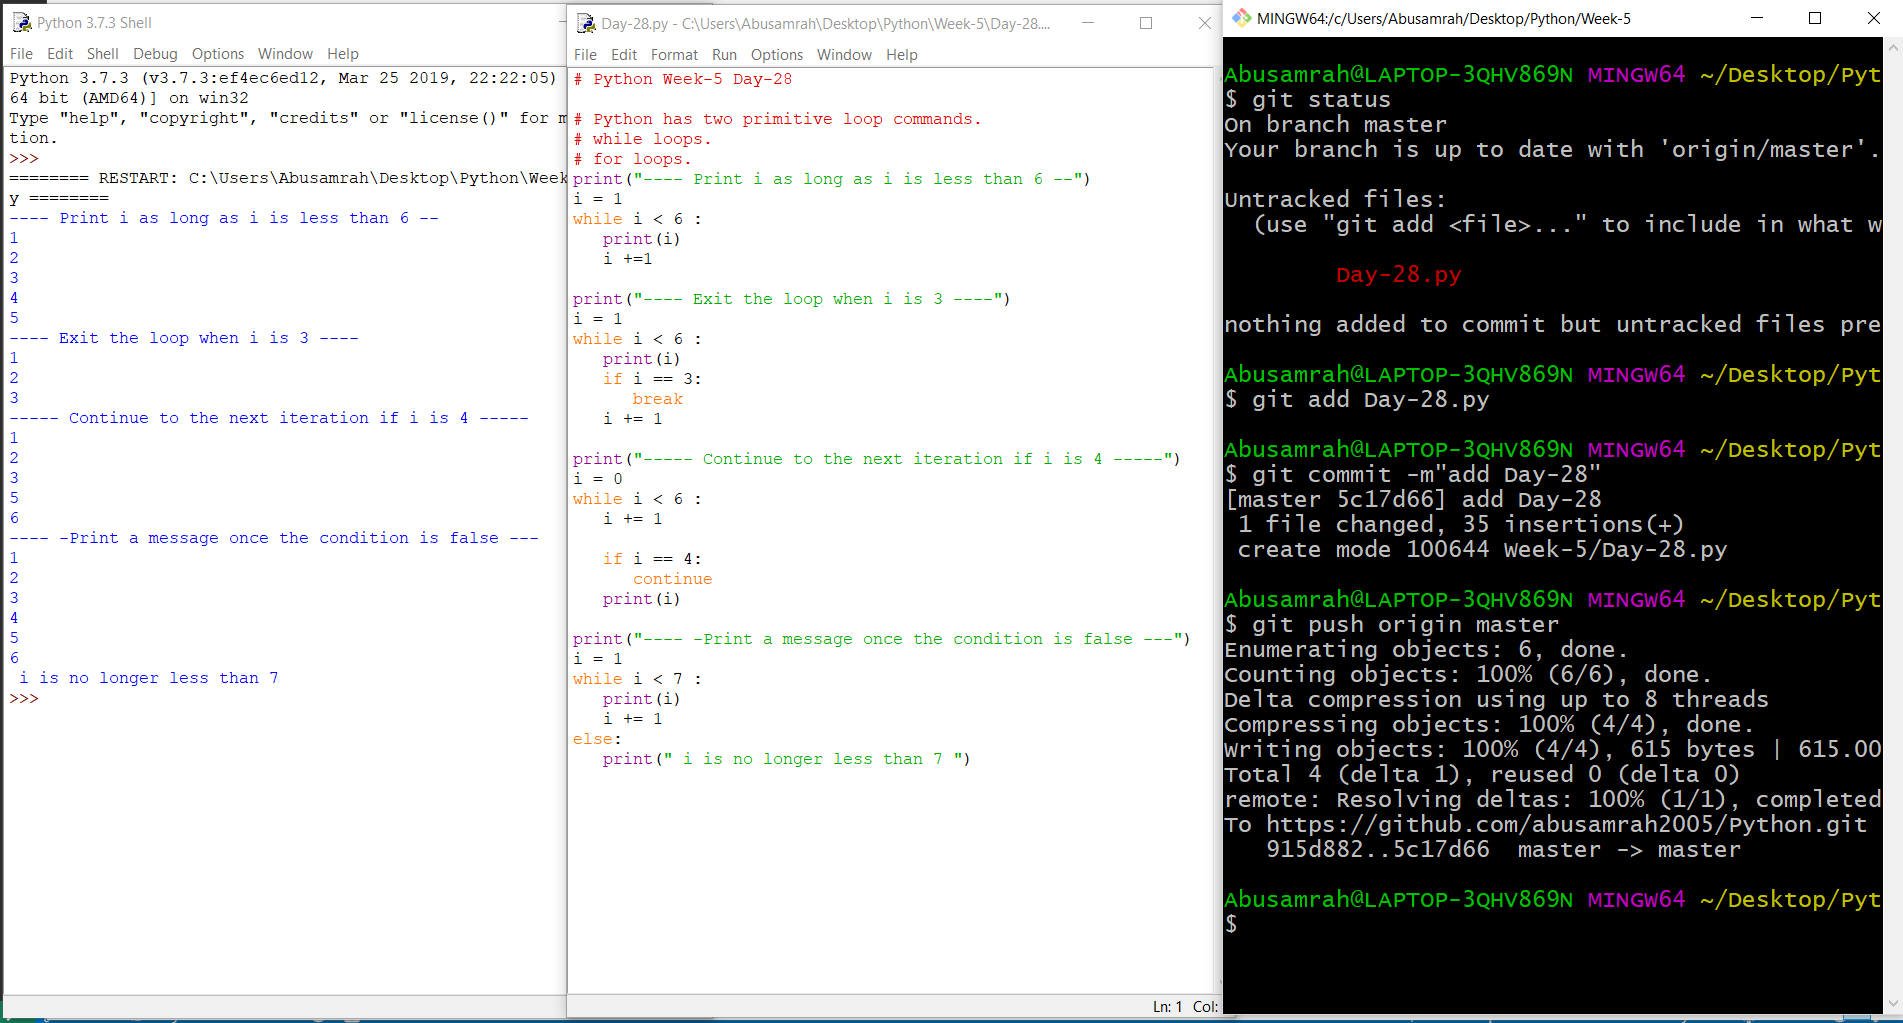 Python 3.7.3 Shell
File Edit Shell Debug Options Window Help
Python 3.7.3 (v3.7.3:ef4ec6ed12, Mar 25 2019, 22:22:05)
64 bit (AMD64)] on win32
Type "help", "copyright", "credits" or "license()" for m
tion.
>>>
======== RESTART: C:\Users\Abusamrah\Desktop\Python\Week
y ========
---- Print i as long as i is less than 6 --
1
2
3
4
5
---- Exit the loop when i is 3 ----
1
2
3
----- Continue to the next iteration if i is 4 -----
1
2
3
5
6
---- -Print a message once the condition is false ---
1
2
3
4
5
6
 i is no longer less than 7
>>>
Day-28.py - C:\Users\Abusamrah\Desktop\Python\Week-5\Day-28....
File Edit Format Run Options Window Help
# Python Week-5 Day-28

# Python has two primitive loop commands.
# while loops.
# for loops.
print("---- Print i as long as i is less than 6 --")
i = 1
while i < 6 :
   print(i)
   i +=1

print("---- Exit the loop when i is 3 ----")
i = 1
while i < 6 :
   print(i)
   if i == 3:
      break
   i += 1

print("----- Continue to the next iteration if i is 4 -----")
i = 0
while i < 6 :
   i += 1

   if i == 4:
      continue
   print(i)

print("---- -Print a message once the condition is false ---")
i = 1
while i < 7 :
   print(i)
   i += 1
else:
   print(" i is no longer less than 7 ")
Ln: 1 Col:
MINGW64:/c/Users/Abusamrah/Desktop/Python/Week-5
Abusamrah@LAPTOP-3QHV869N MINGW64 ~/Desktop/Pyt
$ git status
On branch master
Your branch is up to date with 'origin/master'.

Untracked files:
  (use "git add <file>..." to include in what w

        Day-28.py

nothing added to commit but untracked files pre

Abusamrah@LAPTOP-3QHV869N MINGW64 ~/Desktop/Pyt
$ git add Day-28.py

Abusamrah@LAPTOP-3QHV869N MINGW64 ~/Desktop/Pyt
$ git commit -m"add Day-28"
[master 5c17d66] add Day-28
 1 file changed, 35 insertions(+)
 create mode 100644 Week-5/Day-28.py

Abusamrah@LAPTOP-3QHV869N MINGW64 ~/Desktop/Pyt
$ git push origin master
Enumerating objects: 6, done.
Counting objects: 100% (6/6), done.
Delta compression using up to 8 threads
Compressing objects: 100% (4/4), done.
Writing objects: 100% (4/4), 615 bytes | 615.00
Total 4 (delta 1), reused 0 (delta 0)
remote: Resolving deltas: 100% (1/1), completed
To https://github.com/abusamrah2005/Python.git
   915d882..5c17d66  master -> master

Abusamrah@LAPTOP-3QHV869N MINGW64 ~/Desktop/Pyt
$